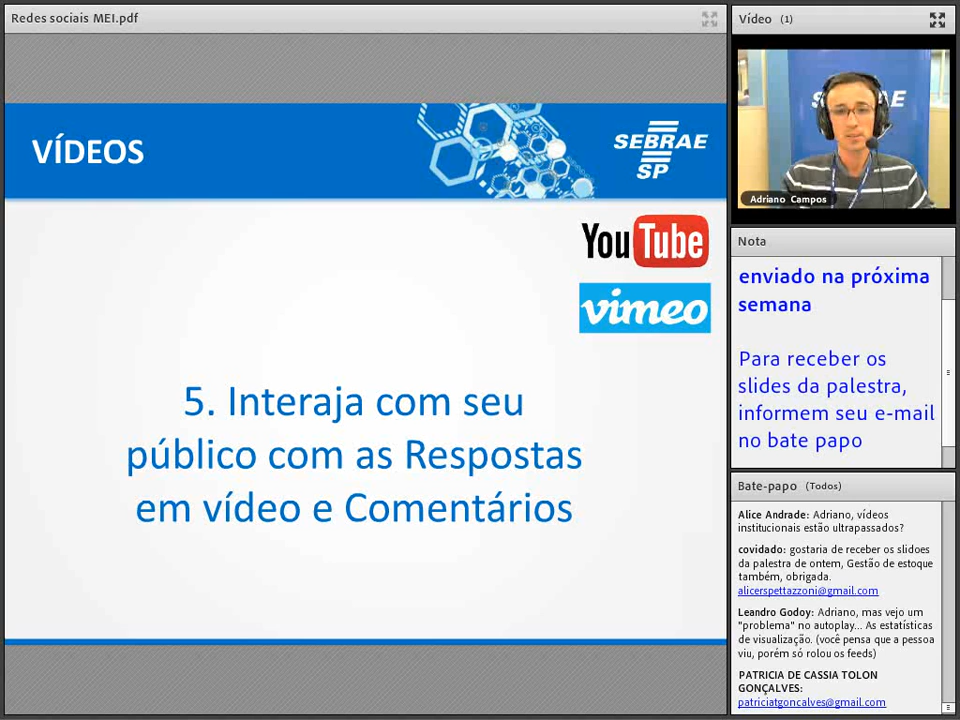 Redes sociais MEI.pdf
VÍDEOS
SEBRAE
SP
YouTube
vimeo
5. Interaja com seu
público com as Respostas
em vídeo e Comentários
Vídeo (1)
SEBRAE
Adriano Campos
Nota
enviado na próxima
semana
Para receber os
slides da palestra,
informem seu e-mail
no bate papo
Bate-papo (Todos)
Alice Andrade: Adriano, vídeos
institucionais estão ultrapassados?
covidado: gostaria de receber os slidoes
da palestra de ontem, Gestão de estoque
também, obrigada.
alicerspettazzoni@gmail.com
Leandro Godoy: Adriano, mas vejo um
"problema" no autoplay... As estatísticas
de visualização. (você pensa que a pessoa
viu, porém só rolou os feeds)
PATRICIA DE CASSIA TOLON
GONÇALVES:
patriciatgoncalves@gmail.com